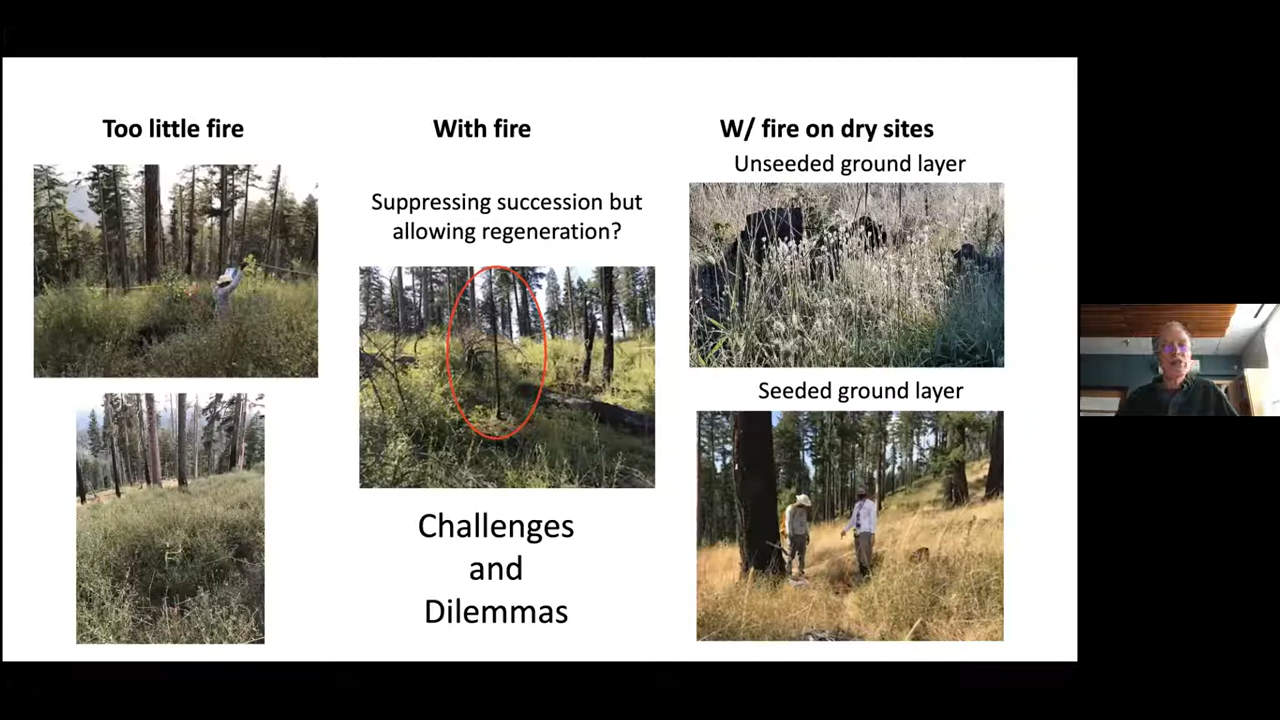 Too little fire
With fire
Suppressing succession but
allowing regeneration?
Challenges
and
Dilemmas
W/ fire on dry sites
Unseeded ground layer
Seeded ground layer